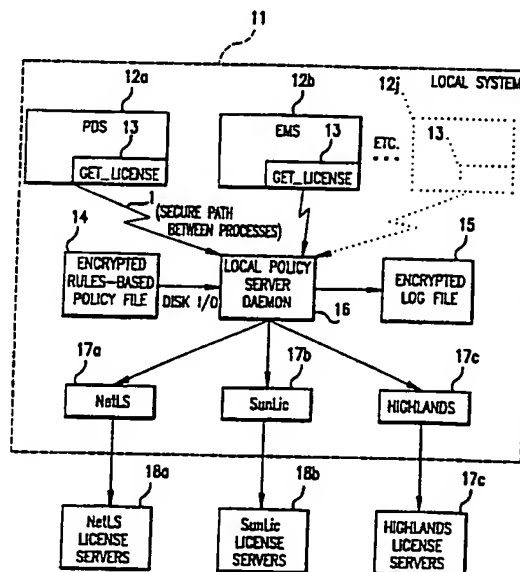 11
12a
12b
12j
LOCAL SYSTEM
PDS
13
GET_LICENSE
EMS
13
GET_LICENSE
ETC.
13
1
(SECURE PATH
BETWEEN PROCESSES)
14
15
ENCRYPTED
RULES-BASED
POLICY FILE
DISK I/O
LOCAL POLICY
SERVER
DAEMON
16
ENCRYPTED
LOG FILE
17a
17b
17c
NetLS
SunLic
HIGHLANDS
18a
18b
17c
NetLS
LICENSE
SERVERS
SunLic
LICENSE
SERVERS
HIGHLANDS
LICENSE
SERVERS